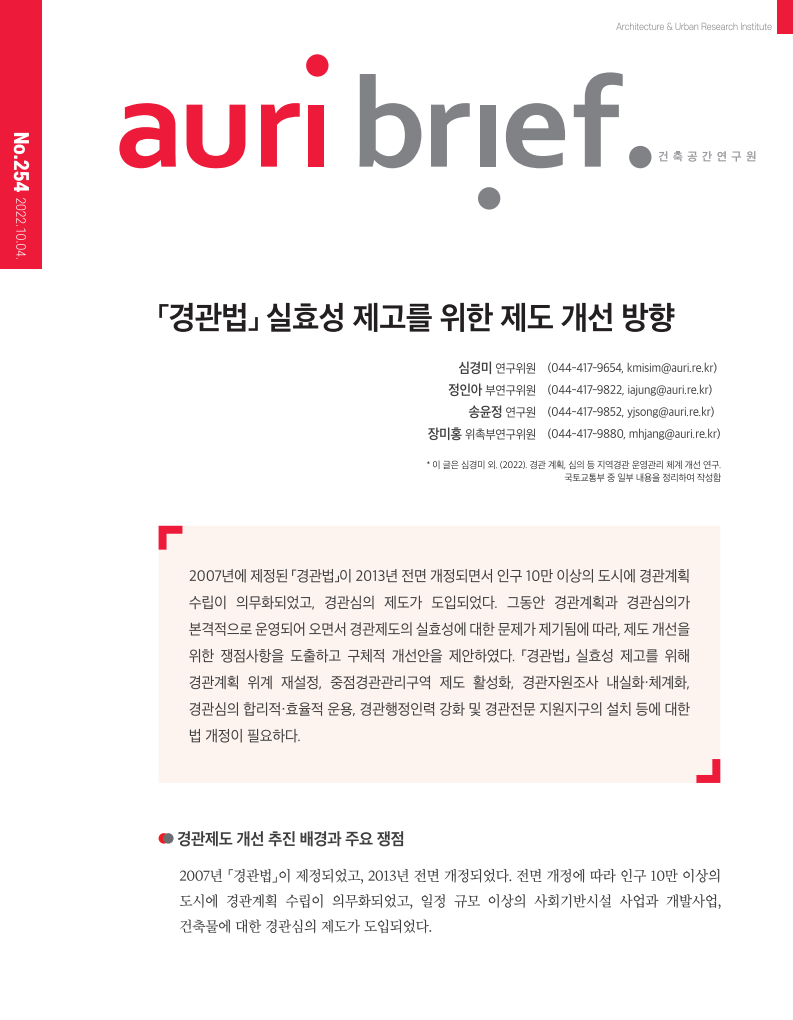 Architecture & Urban Research Institute
No.254 2022.10.04.
auri brief.
건축공간연구원
「경관법」 실효성 제고를 위한 제도 개선 방향
심경미 연구위원 (044-417-9654, kmisim@auri.re.kr)
정인아 부연구위원 (044-417-9822, iajung@auri.re.kr)
송윤정 연구원 (044-417-9852, yjsong@auri.re.kr)
장미홍 위촉부연구위원 (044-417-9880, mhjang@auri.re.kr)
* 이 글은 심경미 외. (2022). 경관 계획, 심의 등 지역경관 운영관리 체계 개선 연구.
국토교통부 중 일부 내용을 정리하여 작성함
2007년에 제정된 「경관법」이 2013년 전면 개정되면서 인구 10만 이상의 도시에 경관계획
수립이 의무화되었고, 경관심의 제도가 도입되었다. 그동안 경관계획과 경관심의가
본격적으로 운영되어 오면서 경관제도의 실효성에 대한 문제가 제기됨에 따라, 제도 개선을
위한 쟁점사항을 도출하고 구체적 개선안을 제안하였다. 「경관법」 실효성 제고를 위해
경관계획 위계 재설정, 중점경관관리구역 제도 활성화, 경관자원조사 내실화·체계화,
경관심의 합리적·효율적 운용, 경관행정인력 강화 및 경관전문 지원지구의 설치 등에 대한
법 개정이 필요하다.
경관제도 개선 추진 배경과 주요 쟁점
2007년 「경관법」이 제정되었고, 2013년 전면 개정되었다. 전면 개정에 따라 인구 10만 이상의
도시에 경관계획 수립이 의무화되었고, 일정 규모 이상의 사회기반시설 사업과 개발사업,
건축물에 대한 경관심의 제도가 도입되었다.